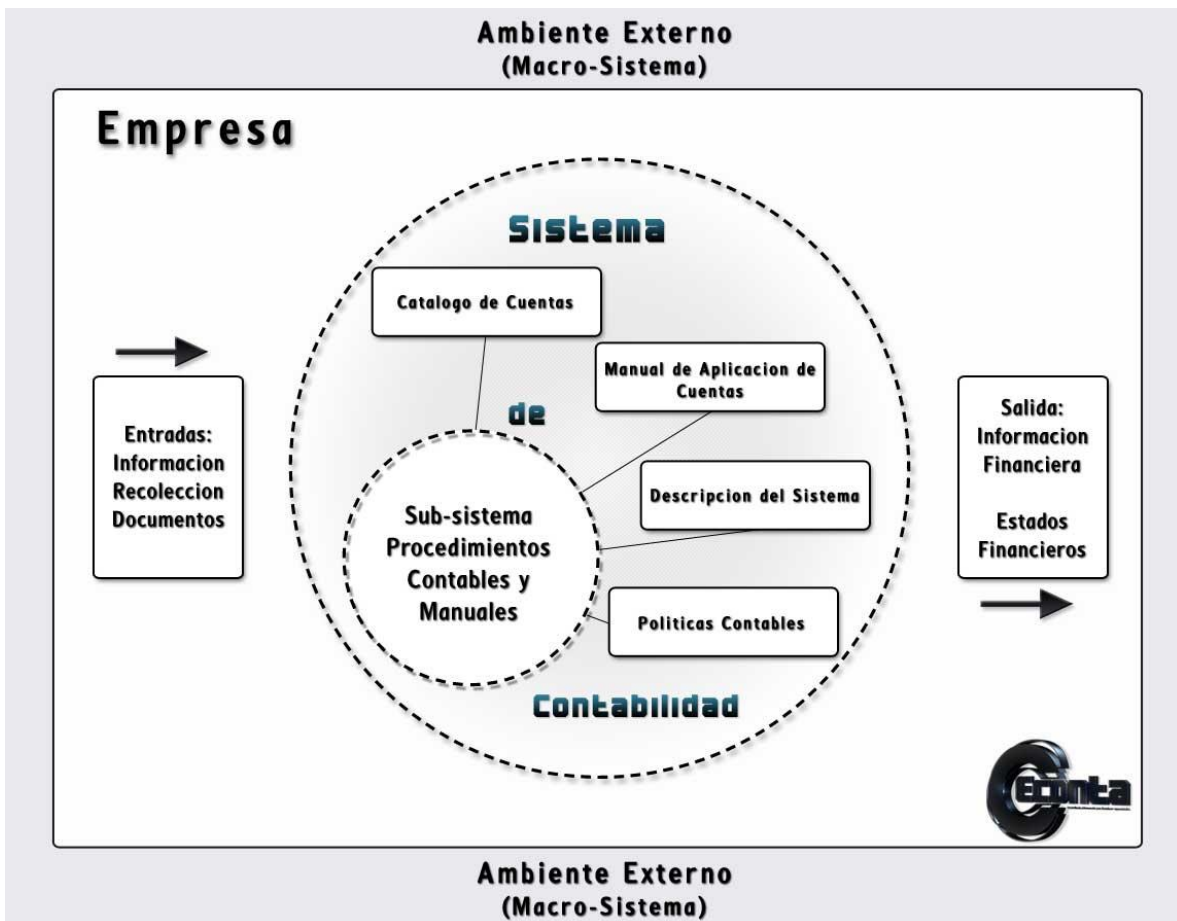 Ambiente Externo
(Macro-Sistema)
Empresa
Sistema
Catalogo de Cuentas
Manual de Aplicacion de
Cuentas
de
Entradas:
Informacion
Recoleccion
Documentos
Descripcion del Sistema
Sub-sistema
Procedimientos
Contables y
Manuales
Politicas Contables
Contabilidad
Salida:
Informacion
Financiera
Estados
Financieros
Ceconta
Ambiente Externo
(Macro-Sistema)